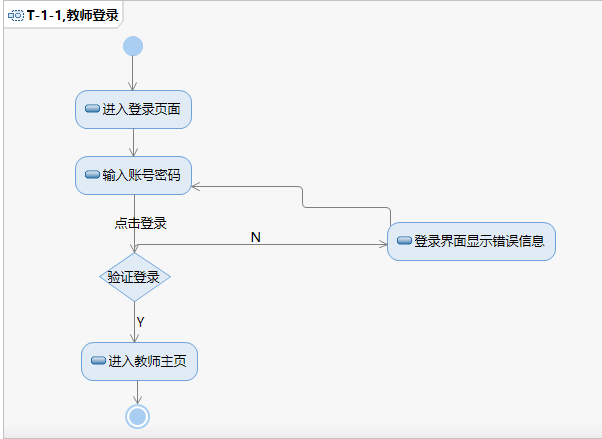 T-1-1,教师登录
进入登录页面
输入账号密码
点击登录
N
登录界面显示错误信息
验证登录
Y
进入教师主页